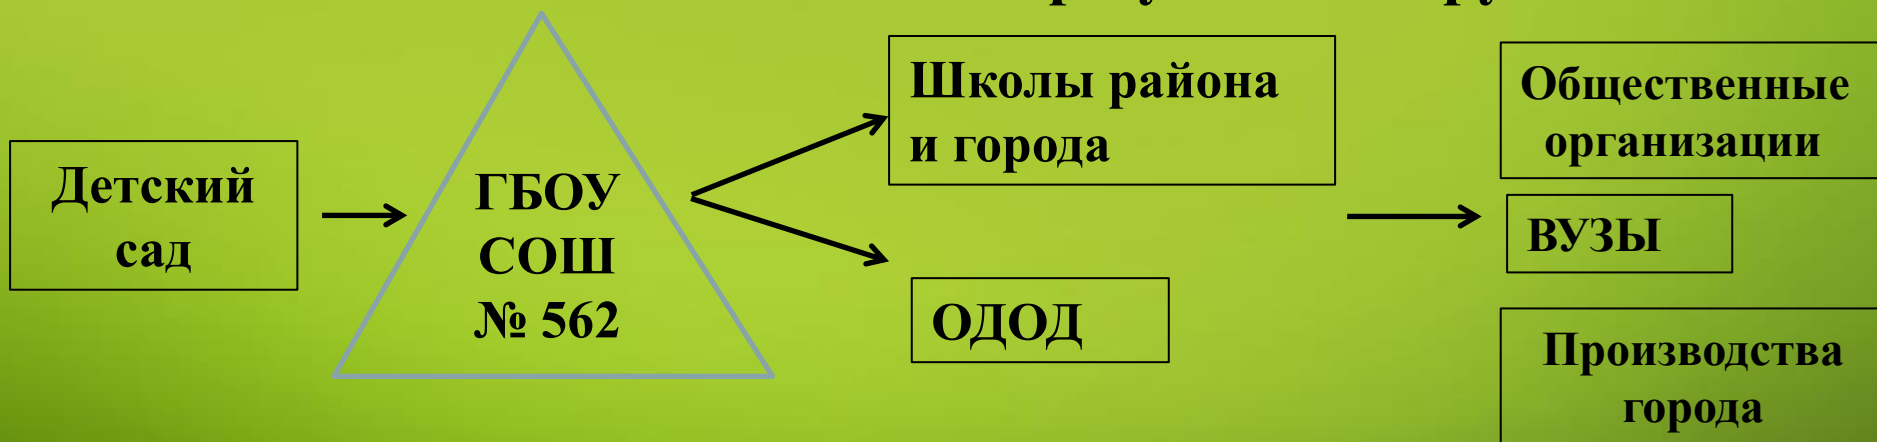 Детский
сад
ГБОУ
СОШ
№ 562
Школы района
и города
ОДОД
Общественные
организации
ВУЗЫ
Производства
города